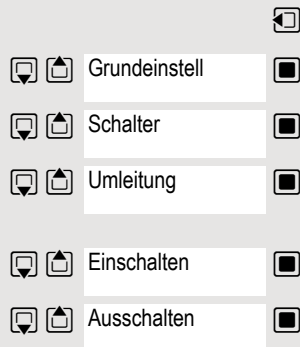 Grundeinstell
Schalter
Umleitung
Einschalten
Ausschalten